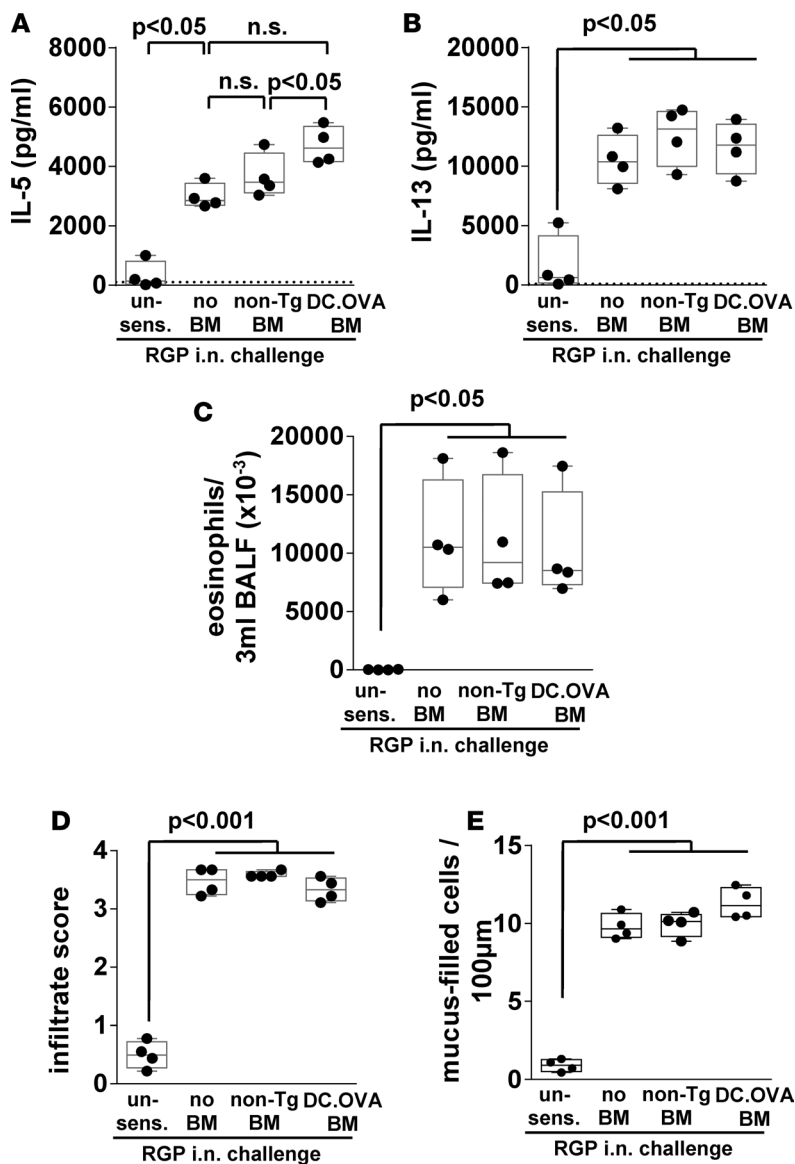 A
IL-5 (pg/ml)
8000
6000
4000
2000
0
p<0.05
n.s.
n.s.
p<0.05
un-
sens.
no
BM
non-Tg
BM
DC.OVA
BM
RGP i.n. challenge
B
IL-13 (pg/ml)
20000
15000
10000
5000
0
p<0.05
un-
sens.
no
BM
non-Tg
BM
DC.OVA
BM
RGP i.n. challenge
C
eosinophils/
3ml BALF (x10⁻³)
20000
15000
10000
5000
0
p<0.05
un-
sens.
no
BM
non-Tg
BM
DC.OVA
BM
RGP i.n. challenge
D
infiltrate score
4
3
2
1
0
p<0.001
un-
sens.
no
BM
non-Tg
BM
DC.OVA
BM
RGP i.n. challenge
E
mucus-filled cells /
100µm
15
10
5
0
p<0.001
un-
sens.
no
BM
non-Tg
BM
DC.OVA
BM
RGP i.n. challenge